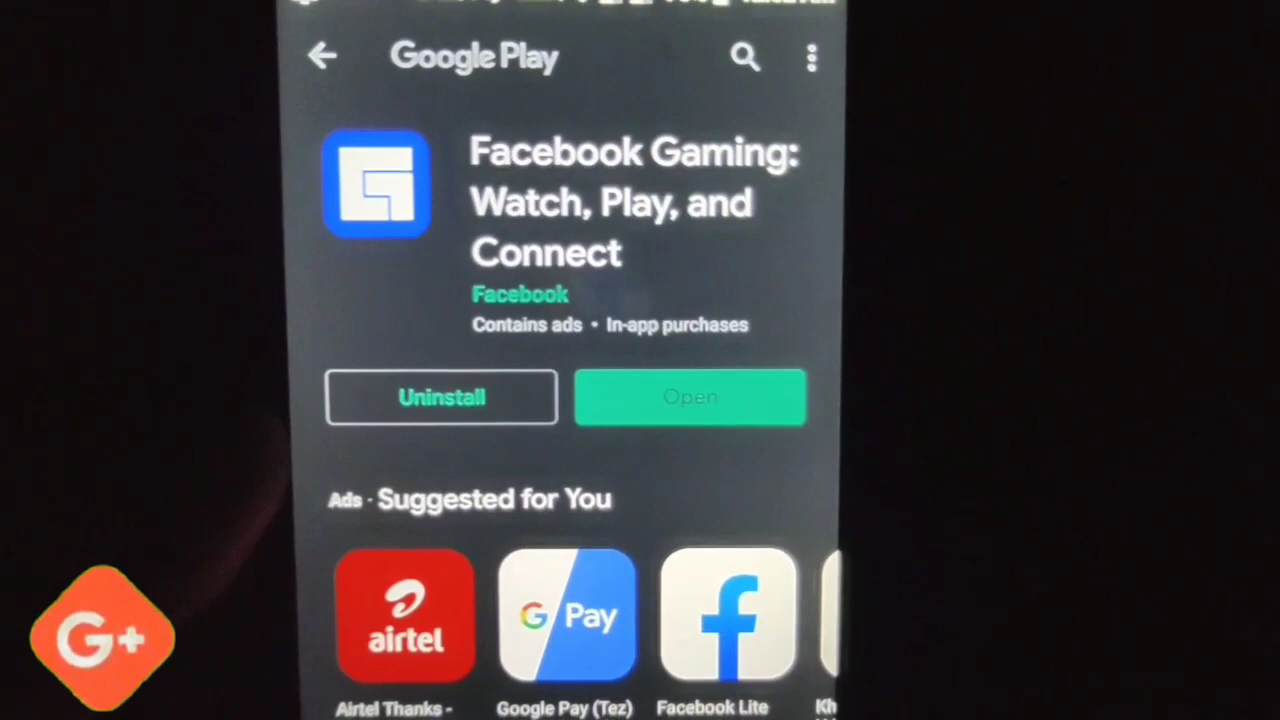 Google Play
Facebook Gaming:
Watch, Play, and
Connect
Facebook
Contains ads • In-app purchases
Uninstall
Open
Ads · Suggested for You
airtel
G Pay
f
Airtel Thanks -
Google Pay (Tez)
Facebook Lite
Kh
G+